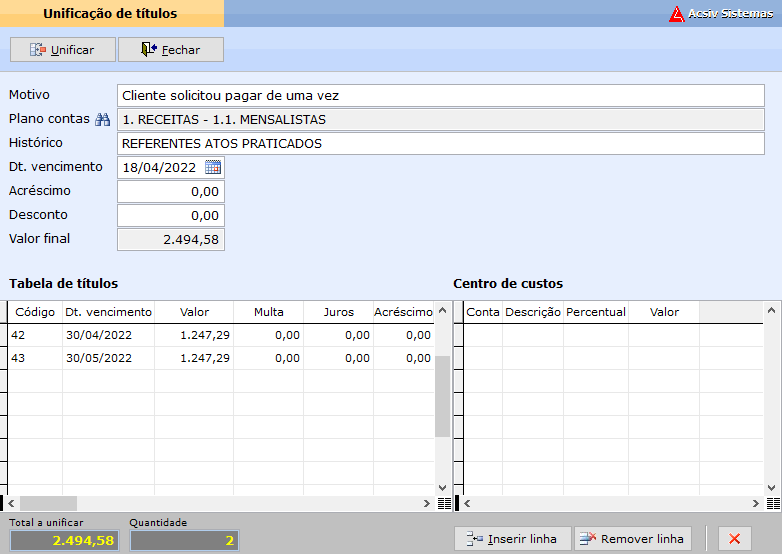 Unificação de títulos
Acsiv Sistemas
Unificar Fechar
Motivo Cliente solicitou pagar de uma vez
Plano contas 1. RECEITAS - 1.1. MENSALISTAS
Histórico REFERENTES ATOS PRATICADOS
Dt. vencimento 18/04/2022
Acréscimo 0,00
Desconto 0,00
Valor final 2.494,58
Tabela de títulos
Código Dt. vencimento Valor Multa Juros Acréscimo
42 30/04/2022 1.247,29 0,00 0,00 0,00
43 30/05/2022 1.247,29 0,00 0,00 0,00
Centro de custos
Conta Descrição Percentual Valor
Total a unificar Quantidade
2.494,58 2
Inserir linha Remover linha